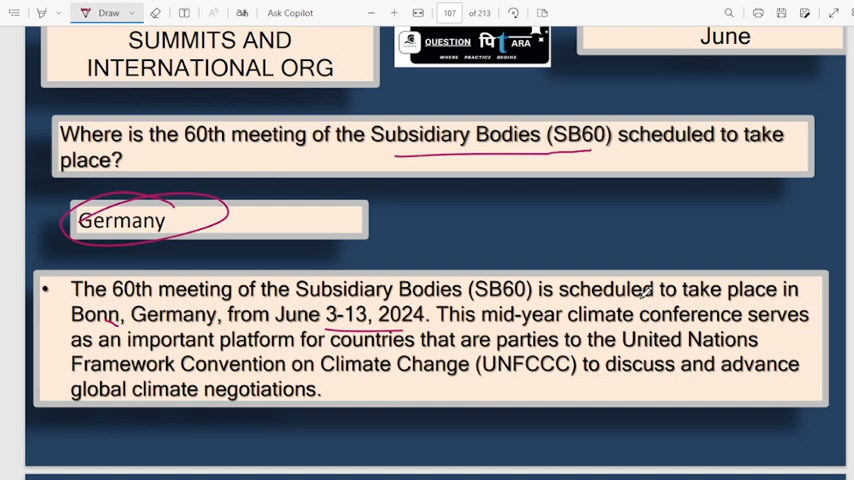 Draw
Ask Copilot
107
of 213
SUMMITS AND
INTERNATIONAL ORG
QUESTION पिtARA
WHERE PRACTICE BEGINS
June
Where is the 60th meeting of the Subsidiary Bodies (SB60) scheduled to take
place?
Germany
• The 60th meeting of the Subsidiary Bodies (SB60) is scheduled to take place in
Bonn, Germany, from June 3-13, 2024. This mid-year climate conference serves
as an important platform for countries that are parties to the United Nations
Framework Convention on Climate Change (UNFCCC) to discuss and advance
global climate negotiations.